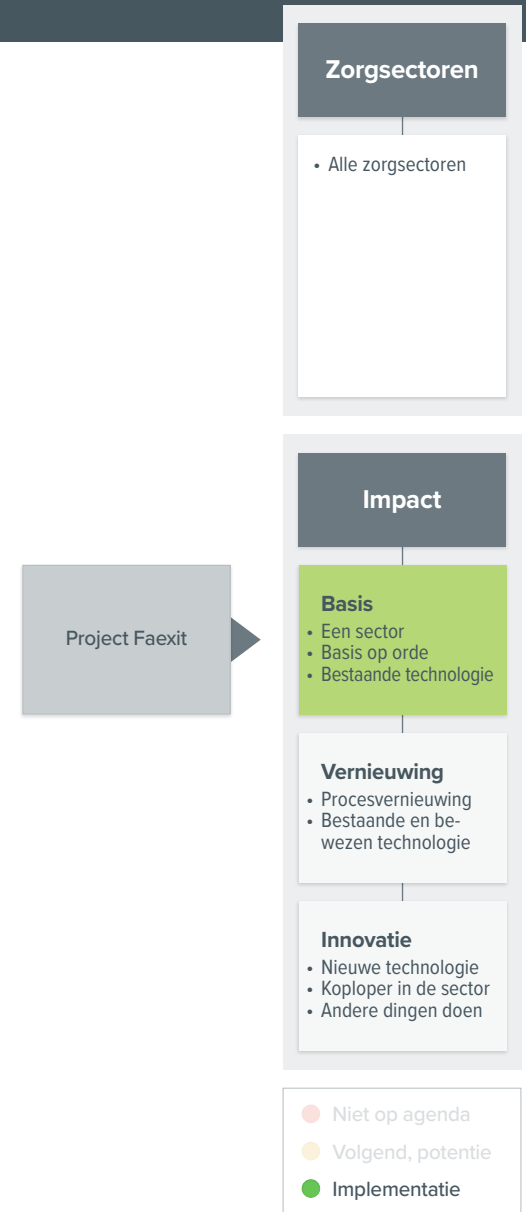 Zorgsectoren
• Alle zorgsectoren
Impact
Project Faexit
Basis
• Een sector
• Basis op orde
• Bestaande technologie
Vernieuwing
• Procesvernieuwing
• Bestaande en be-
wezen technologie
Innovatie
• Nieuwe technologie
• Koploper in de sector
• Andere dingen doen
Niet op agenda
Volgend, potentie
Implementatie